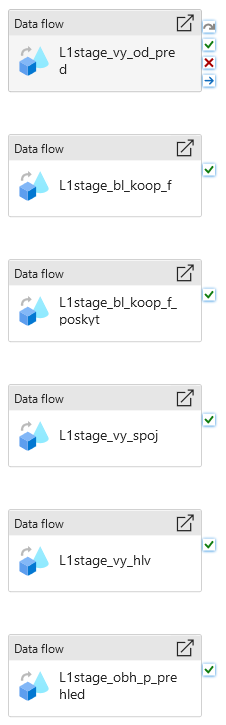 Data flow
L1stage_vy_od_pre
d
Data flow
L1stage_bl_koop_f
Data flow
L1stage_bl_koop_f_
poskyt
Data flow
L1stage_vy_spoj
Data flow
L1stage_vy_hlv
Data flow
L1stage_obh_p_pre
hled